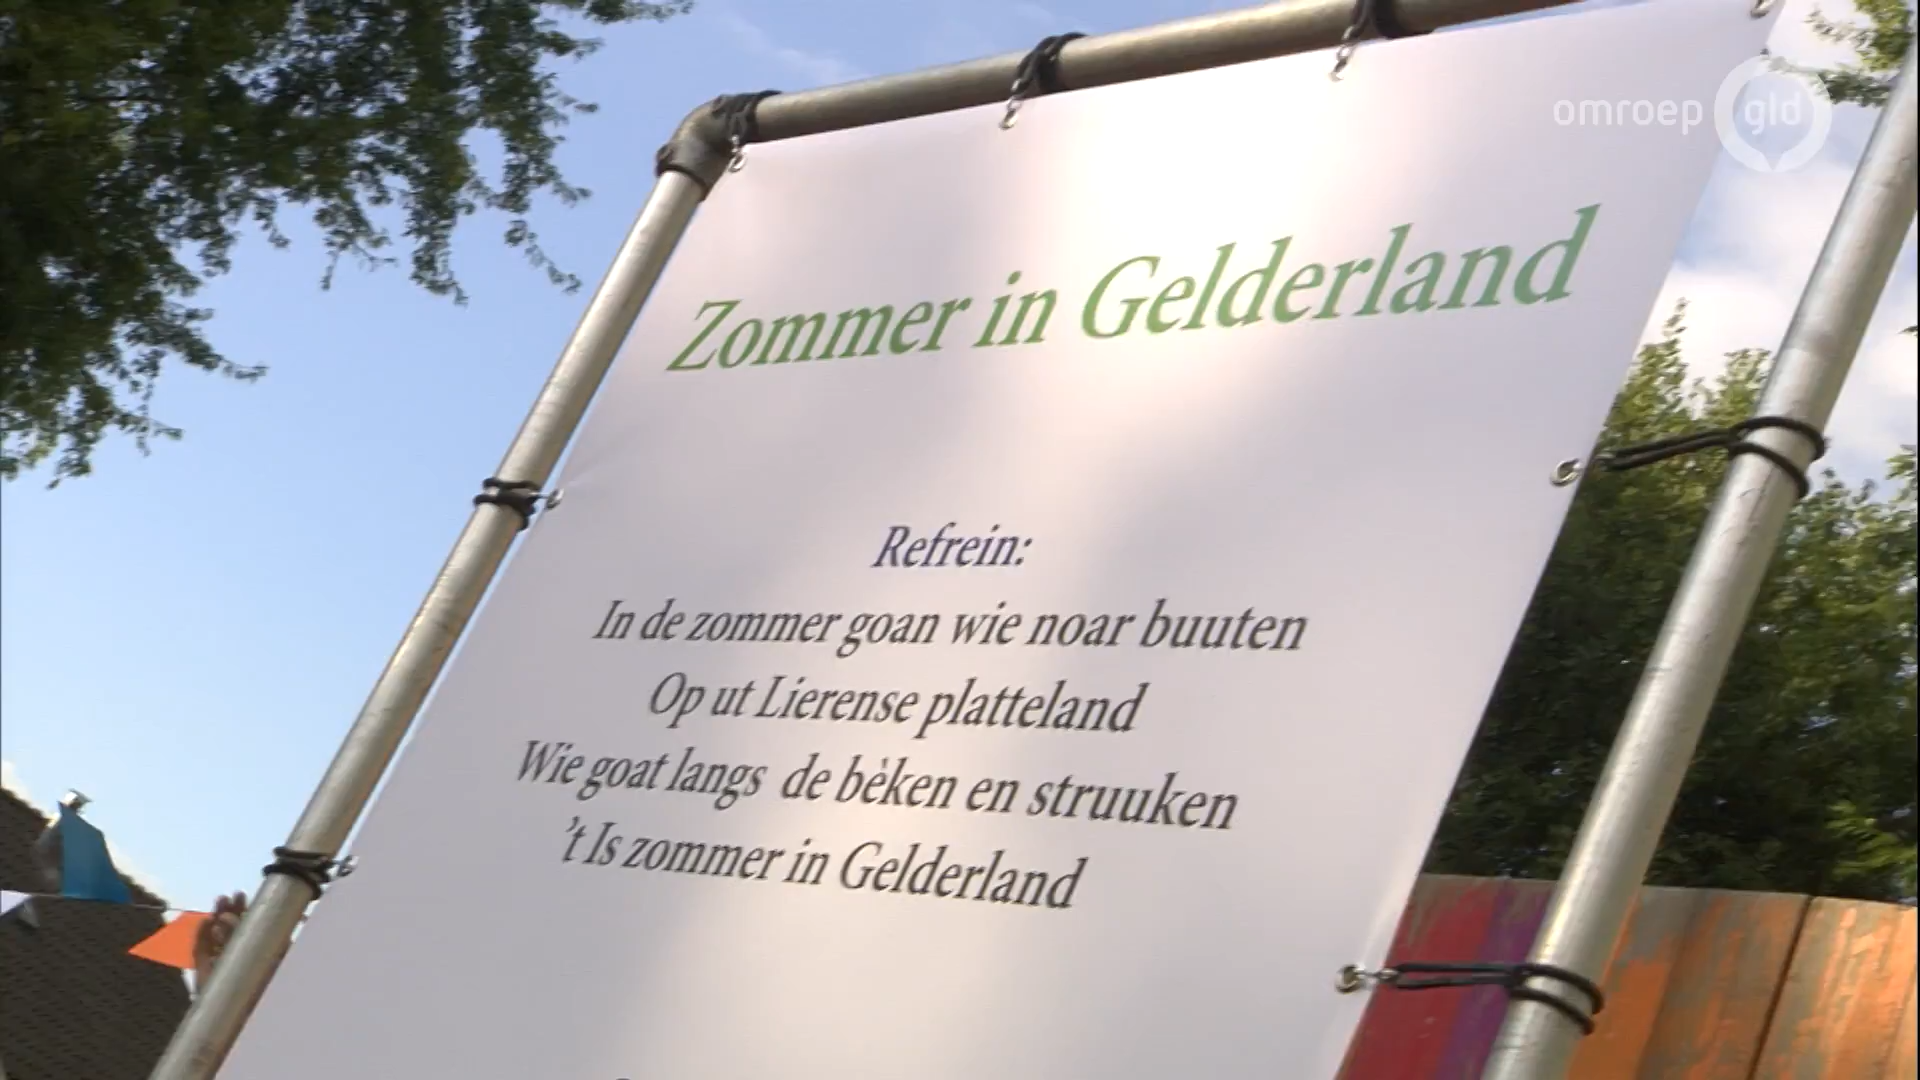 omroep gld
Zommer in Gelderland
Refrein:
In de zommer goan wie noar buuten
Op ut Lierense platteland
Wie goat langs de bèken en struuken
't Is zommer in Gelderland